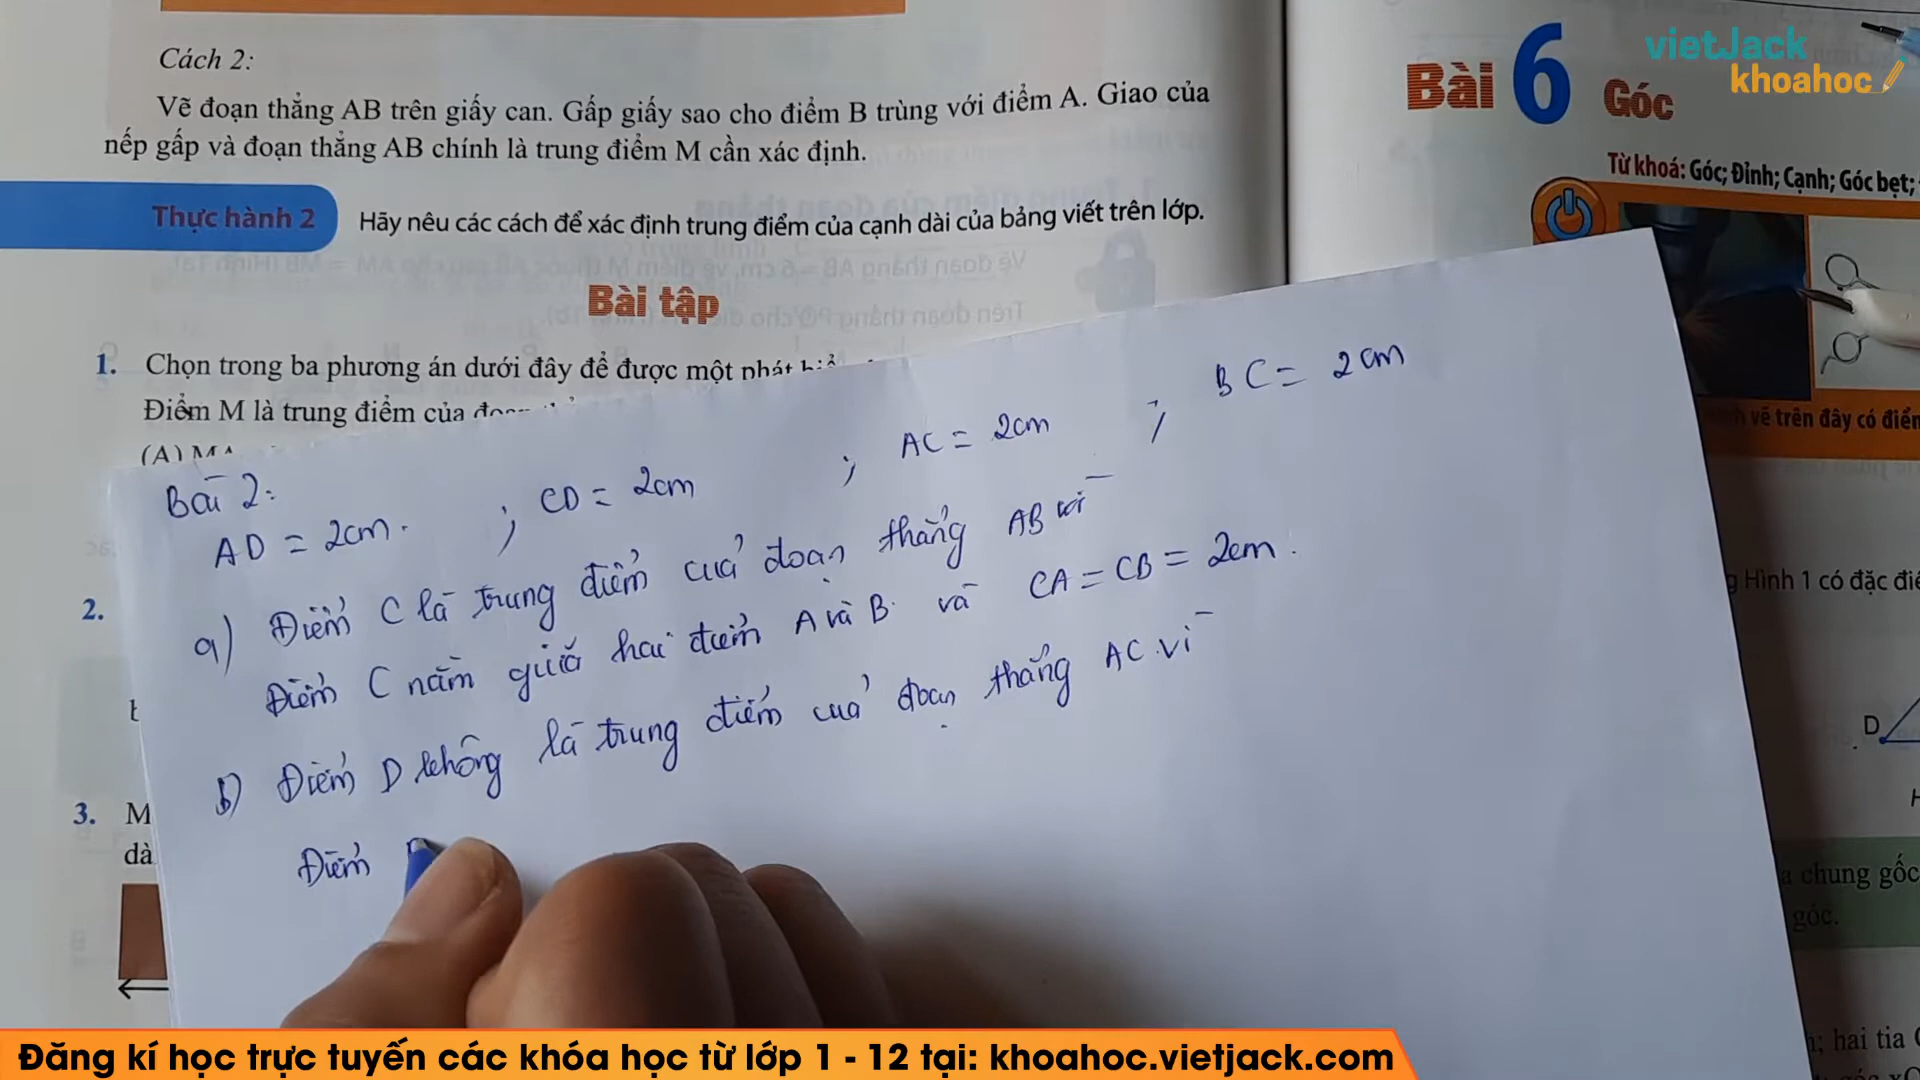 Cách 2:
Vẽ đoạn thẳng AB trên giấy can. Gấp giấy sao cho điểm B trùng với điểm A. Giao của
nếp gấp và đoạn thẳng AB chính là trung điểm M cần xác định.
Thực hành 2 Hãy nêu các cách để xác định trung điểm của cạnh dài của bảng viết trên lớp.
Bài tập
1. Chọn trong ba phương án dưới đây để được một phát
Điểm M là trung điểm của
(A) MA
2.
3. M
dà
Bài 2:
AD = 2cm. ; CD = 2cm ; AC = 2cm ; BC = 2cm
a) Điểm C là trung điểm của đoạn thẳng AB vì
Điểm C nằm giữa hai điểm A và B và CA = CB = 2cm.
b) Điểm D không là trung điểm của đoạn thẳng AC vì
Điểm
vietJack
khoahoc
Bài 6 Góc
Từ khoá: Góc; Đỉnh; Cạnh; Góc bẹt;
vẽ trên đây có điểm
Hình 1 có đặc
D
chung gốc
góc.
hai tia
Đăng kí học trực tuyến các khóa học từ lớp 1 - 12 tại: khoahoc.vietjack.com